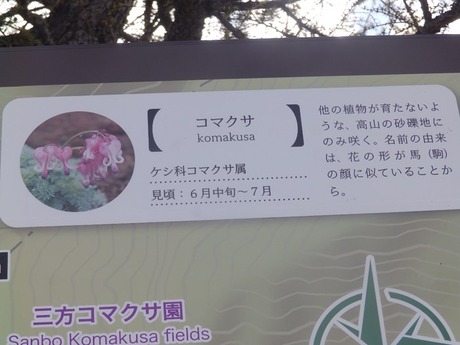 コマクサ
komakusa
ケシ科コマクサ属
見頃：６月中旬～７月
他の植物が育たないよ
うな、高山の砂礫地に
のみ咲く。名前の由来
は、花の形が馬（駒）
の顔に似ていることか
ら。
三方コマクサ園
Sanbo Komakusa fields